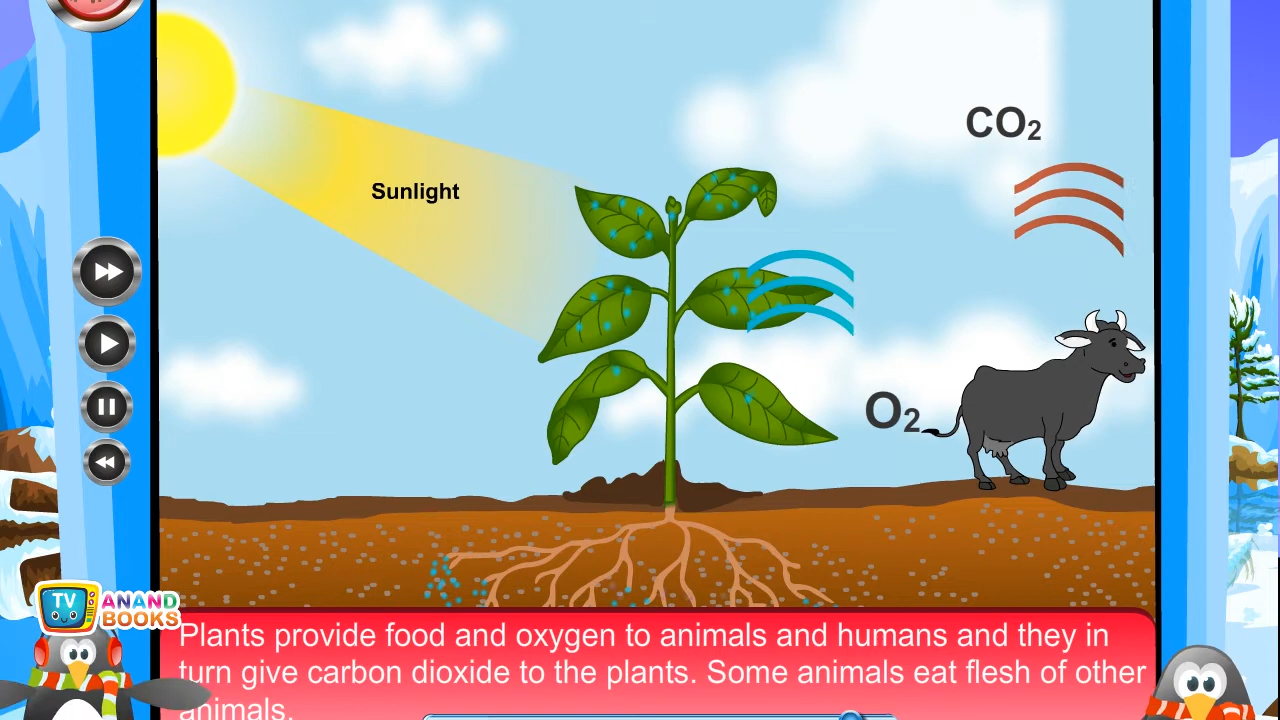 CO₂
Sunlight
O₂
TV
ANAND
BOOKS
Plants provide food and oxygen to animals and humans and they in
turn give carbon dioxide to the plants. Some animals eat flesh of other
animals.